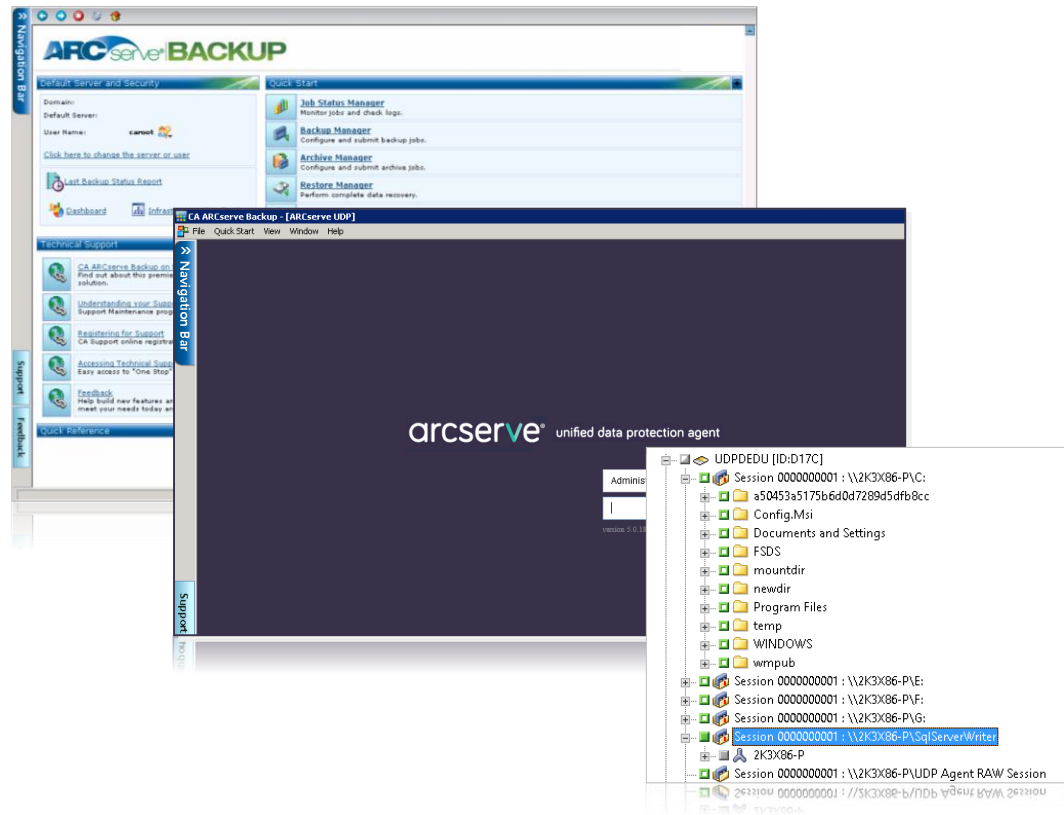 Navigation Bar
ARCserve® BACKUP
Default Server and Security
Domain:
Default Server:
User Name: caroot
Click here to change the server or user
Last Backup Status Report
Dashboard
Quick Start
Job Status Manager
Monitor jobs and check logs.
Backup Manager
Configure and submit backup jobs.
Archive Manager
Configure and submit archive jobs.
Restore Manager
Perform complete data recovery.
Technical Support
CA ARCserve Backup on
Find out about this premie
solution.
Understanding your Supp
Support Maintenance prog
Registering for Support
CA Support online registra
Accessing Technical Supp
Easy access to "One Stop"
Feedback
Help build new features an
meet your needs today an
Quick Reference
Support
Feedback
CA ARCserve Backup - [ARCserve UDP]
File Quick Start View Window Help
Navigation Bar
arcserve® unified data protection agent
Adminis
version 5.0.18
Support
UDPDEDU [ID:D17C]
Session 0000000001 : \\2K3X86-P\C:
a50453a5175b6d0d7289d5dfb8cc
Config.Msi
Documents and Settings
FSDS
mountdir
newdir
Program Files
temp
WINDOWS
wmpub
Session 0000000001 : \\2K3X86-P\E:
Session 0000000001 : \\2K3X86-P\F:
Session 0000000001 : \\2K3X86-P\G:
Session 0000000001 : \\2K3X86-P\SqlServerWriter
2K3X86-P
Session 0000000001 : \\2K3X86-P\UDP Agent RAW Session